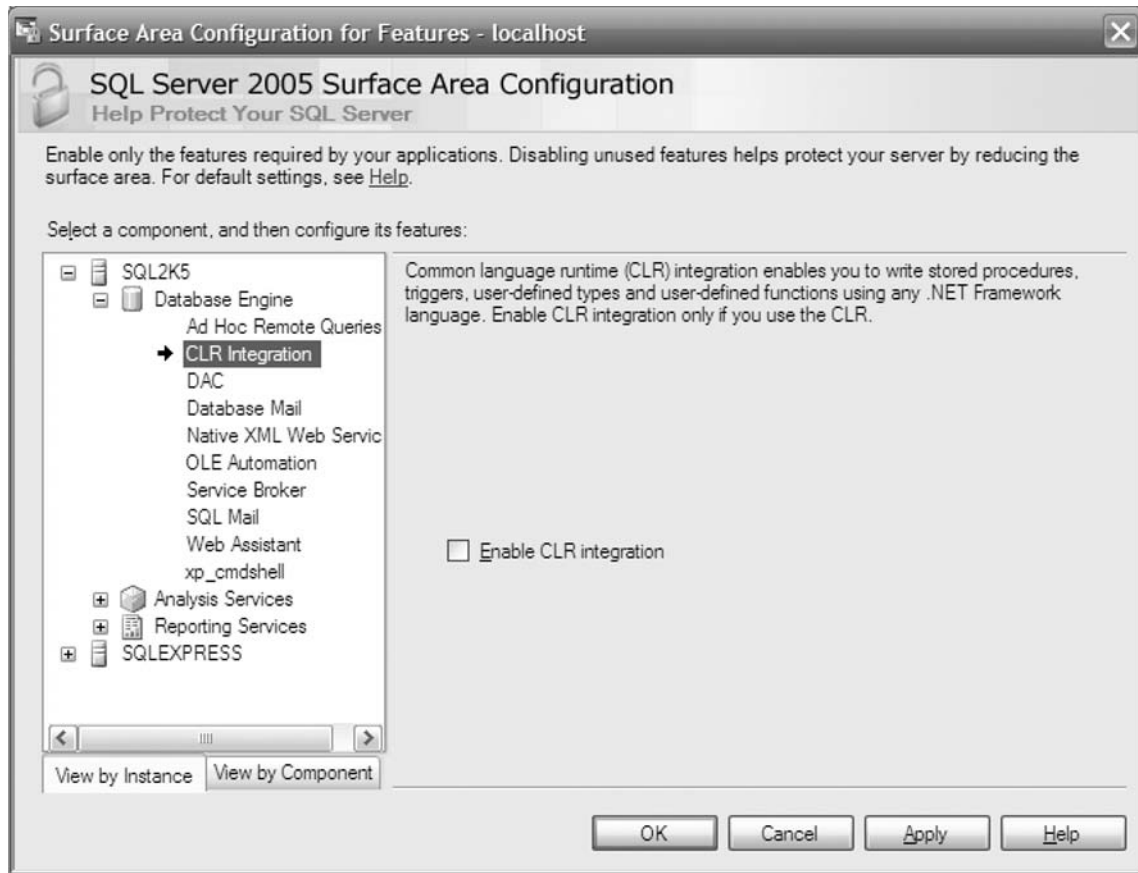 Surface Area Configuration for Features - localhost
SQL Server 2005 Surface Area Configuration
Help Protect Your SQL Server
Enable only the features required by your applications. Disabling unused features helps protect your server by reducing the
surface area. For default settings, see Help.
Select a component, and then configure its features:
SQL2K5
Database Engine
Ad Hoc Remote Queries
CLR Integration
DAC
Database Mail
Native XML Web Servic
OLE Automation
Service Broker
SQL Mail
Web Assistant
xp_cmdshell
Analysis Services
Reporting Services
SQLEXPRESS
View by Instance
View by Component
Common language runtime (CLR) integration enables you to write stored procedures,
triggers, user-defined types and user-defined functions using any .NET Framework
language. Enable CLR integration only if you use the CLR.
Enable CLR integration
OK
Cancel
Apply
Help